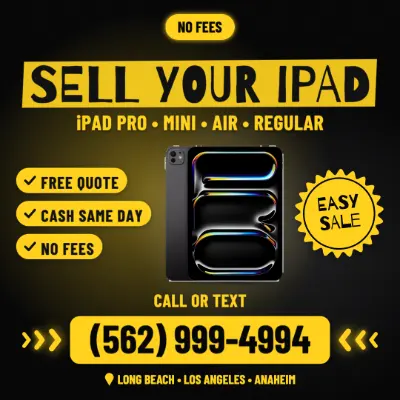 NO FEES
SELL YOUR IPAD
iPAD PRO • MINI • AIR • REGULAR
FREE QUOTE
CASH SAME DAY
NO FEES
EASY
SALE
CALL OR TEXT
(562) 999-4994
LONG BEACH • LOS ANGELES • ANAHEIM